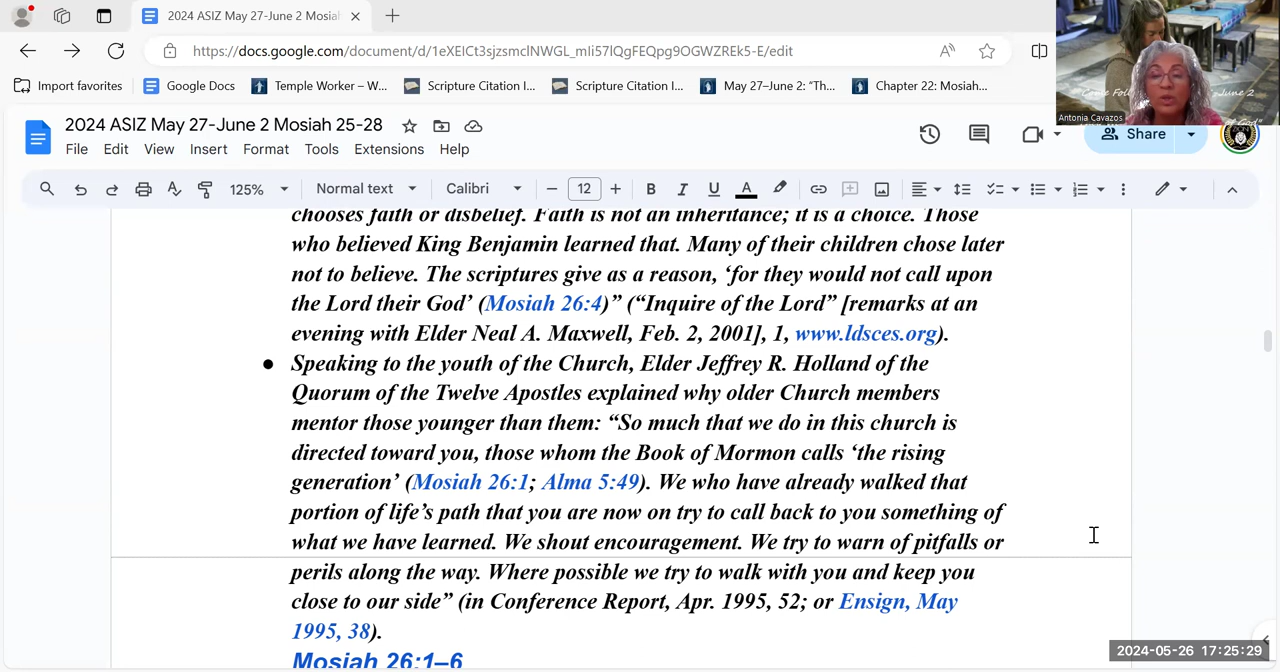 2024 ASIZ May 27-June 2 Mosiah
https://docs.google.com/document/d/1eXEICt3sjzsmclNWGL_mIi57lQgFEQpg9OGWZREk5-E/edit
Import favorites Google Docs Temple Worker – W... Scripture Citation I... Scripture Citation I... May 27–June 2: “Th... Chapter 22: Mosiah...
June 2
of God”
Antonia Cavazos
2024 ASIZ May 27-June 2 Mosiah 25-28
Share
File Edit View Insert Format Tools Extensions Help
125% Normal text Calibri 12 B I U A
chooses faith or disbelief. Faith is not an inheritance; it is a choice. Those
who believed King Benjamin learned that. Many of their children chose later
not to believe. The scriptures give as a reason, ‘for they would not call upon
the Lord their God’ (Mosiah 26:4)” (“Inquire of the Lord” [remarks at an
evening with Elder Neal A. Maxwell, Feb. 2, 2001], 1, www.ldsces.org).
● Speaking to the youth of the Church, Elder Jeffrey R. Holland of the
Quorum of the Twelve Apostles explained why older Church members
mentor those younger than them: “So much that we do in this church is
directed toward you, those whom the Book of Mormon calls ‘the rising
generation’ (Mosiah 26:1; Alma 5:49). We who have already walked that
portion of life’s path that you are now on try to call back to you something of
what we have learned. We shout encouragement. We try to warn of pitfalls or
perils along the way. Where possible we try to walk with you and keep you
close to our side” (in Conference Report, Apr. 1995, 52; or Ensign, May
1995, 38).
Mosiah 26:1–6
2024-05-26 17:25:29